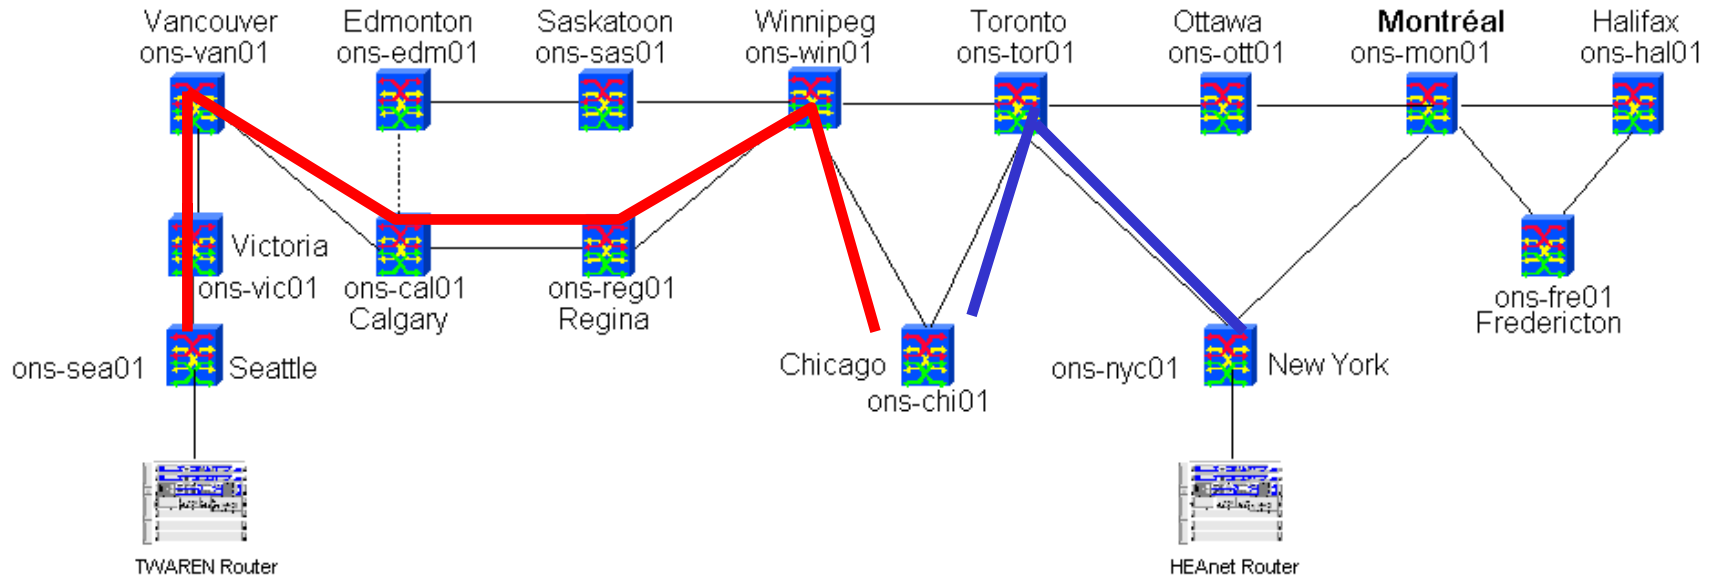 Vancouver
ons-van01
Edmonton
ons-edm01
Saskatoon
ons-sas01
Winnipeg
ons-win01
Toronto
ons-tor01
Ottawa
ons-ott01
Montréal
ons-mon01
Halifax
ons-hal01
Victoria
ons-vic01
ons-cal01
Calgary
ons-reg01
Regina
ons-fre01
Fredericton
ons-sea01
Seattle
Chicago
ons-chi01
ons-nyc01
New York
TWAREN Router
HEAnet Router